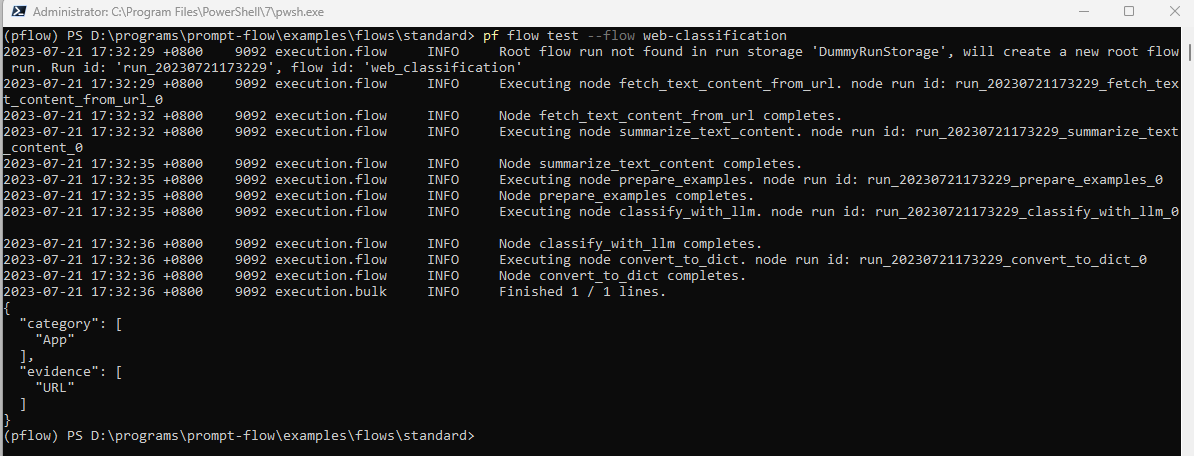 Administrator: C:\Program Files\PowerShell\7\pwsh.exe
(pflow) PS D:\programs\prompt-flow\examples\flows\standard> pf flow test --flow web-classification
2023-07-21 17:32:29 +0800    9092 execution.flow     INFO     Root flow run not found in run storage 'DummyRunStorage', will create a new root flow
 run. Run id: 'run_20230721173229', flow id: 'web_classification'
2023-07-21 17:32:29 +0800    9092 execution.flow     INFO     Executing node fetch_text_content_from_url. node run id: run_20230721173229_fetch_tex
t_content_from_url_0
2023-07-21 17:32:32 +0800    9092 execution.flow     INFO     Node fetch_text_content_from_url completes.
2023-07-21 17:32:32 +0800    9092 execution.flow     INFO     Executing node summarize_text_content. node run id: run_20230721173229_summarize_text
_content_0
2023-07-21 17:32:35 +0800    9092 execution.flow     INFO     Node summarize_text_content completes.
2023-07-21 17:32:35 +0800    9092 execution.flow     INFO     Executing node prepare_examples. node run id: run_20230721173229_prepare_examples_0
2023-07-21 17:32:35 +0800    9092 execution.flow     INFO     Node prepare_examples completes.
2023-07-21 17:32:35 +0800    9092 execution.flow     INFO     Executing node classify_with_llm. node run id: run_20230721173229_classify_with_llm_0
2023-07-21 17:32:36 +0800    9092 execution.flow     INFO     Node classify_with_llm completes.
2023-07-21 17:32:36 +0800    9092 execution.flow     INFO     Executing node convert_to_dict. node run id: run_20230721173229_convert_to_dict_0
2023-07-21 17:32:36 +0800    9092 execution.flow     INFO     Node convert_to_dict completes.
2023-07-21 17:32:36 +0800    9092 execution.bulk     INFO     Finished 1 / 1 lines.
{
  "category": [
    "App"
  ],
  "evidence": [
    "URL"
  ]
}
(pflow) PS D:\programs\prompt-flow\examples\flows\standard>